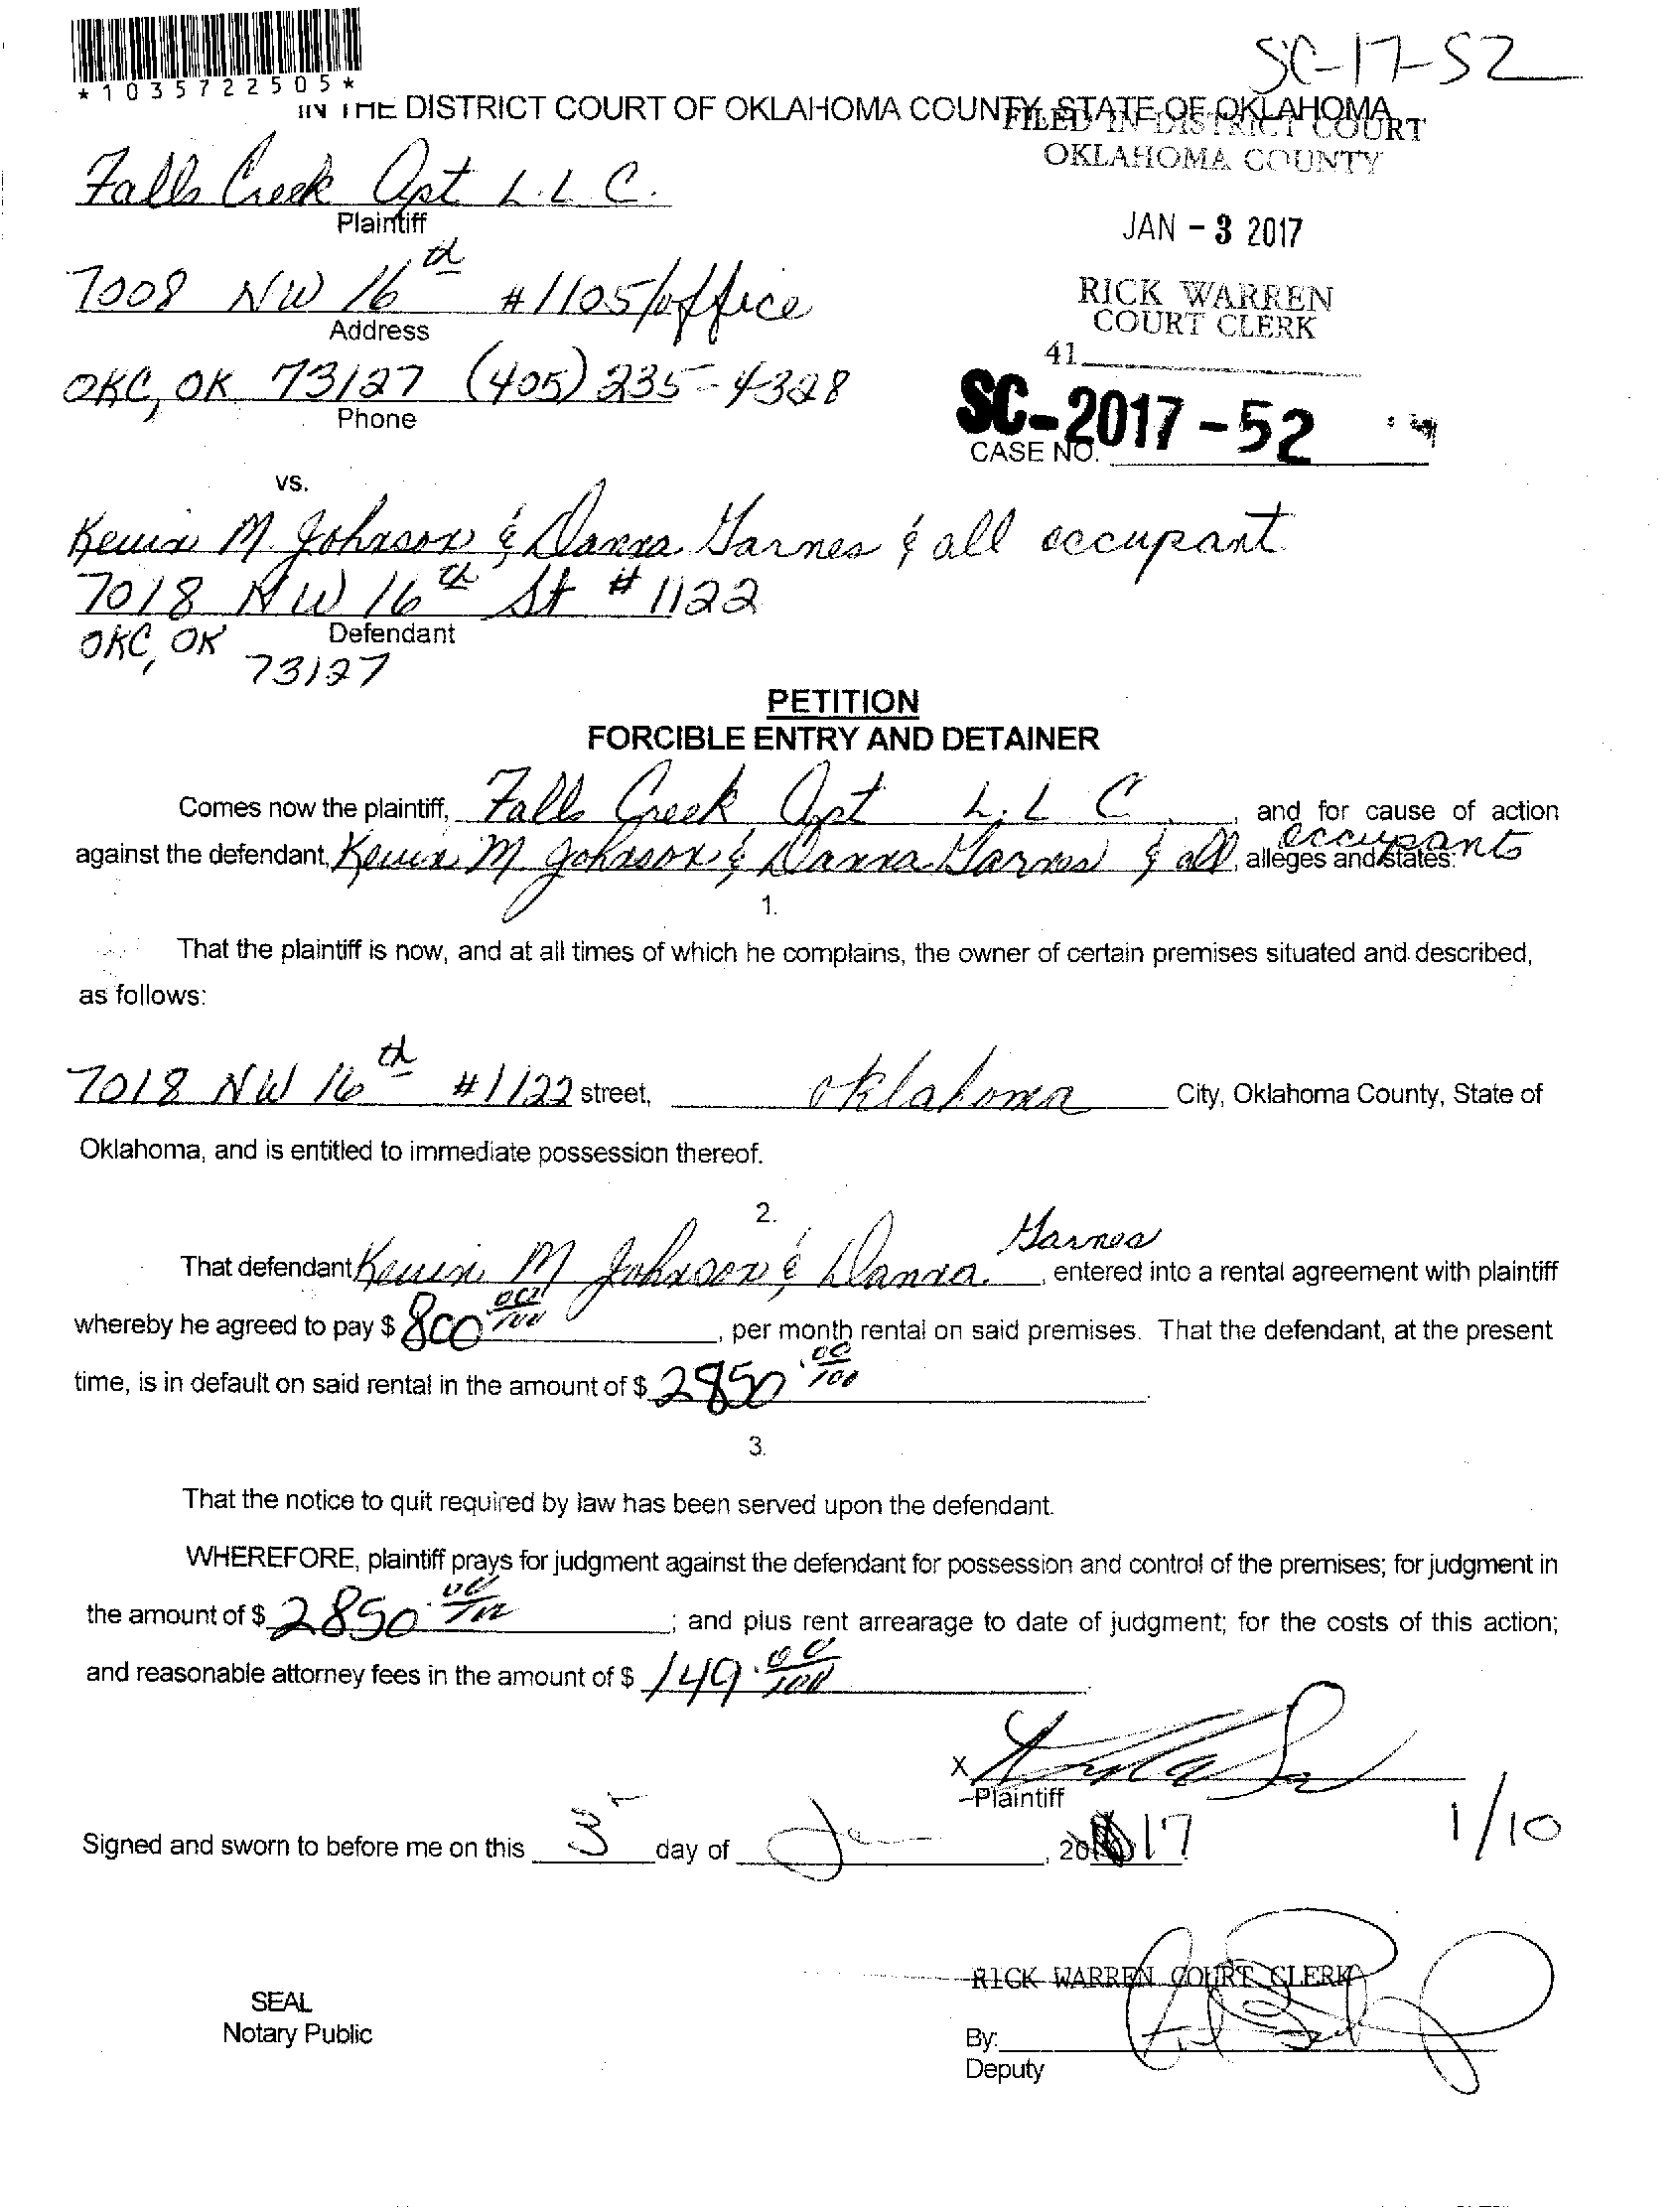 SC-17-52
*1035722505*
IN THE DISTRICT COURT OF OKLAHOMA COUNTY, STATE OF OKLAHOMA
FILED IN DISTRICT COURT
OKLAHOMA COUNTY
Falls Creek Apt L.L.C.
Plaintiff
JAN - 3 2017
7008 NW 16th #1105/office
Address
RICK WARREN
COURT CLERK
41
OKC, OK 73127 (405) 235-4328
Phone
SC-2017-52
CASE NO.
vs.
Kevin M. Johnson & Danna Garnes & all occupant
7018 NW 16th St #1122
Defendant
OKC, OK
73127
PETITION
FORCIBLE ENTRY AND DETAINER
Comes now the plaintiff, Falls Creek Apt L.L C, and for cause of action
against the defendant, Kevin M Johnson & Danna Garnes & all occupants, alleges and states:
1.
That the plaintiff is now, and at all times of which he complains, the owner of certain premises situated and described,
as follows:
7018 NW 16th #1122 street, Oklahoma City, Oklahoma County, State of
Oklahoma, and is entitled to immediate possession thereof.
2.
That defendant Kevin M Johnson & Danna Garnes, entered into a rental agreement with plaintiff
whereby he agreed to pay $ 800 00/100, per month rental on said premises. That the defendant, at the present
time, is in default on said rental in the amount of $ 2850.00/100.
3.
That the notice to quit required by law has been served upon the defendant.
WHEREFORE, plaintiff prays for judgment against the defendant for possession and control of the premises; for judgment in
the amount of $ 2850.00/100; and plus rent arrearage to date of judgment; for the costs of this action;
and reasonable attorney fees in the amount of $ 149.00/100.
X
Plaintiff
1/10
Signed and sworn to before me on this 3 day of Jan, 2017
RICK WARREN COURT CLERK
SEAL
Notary Public
By:
Deputy